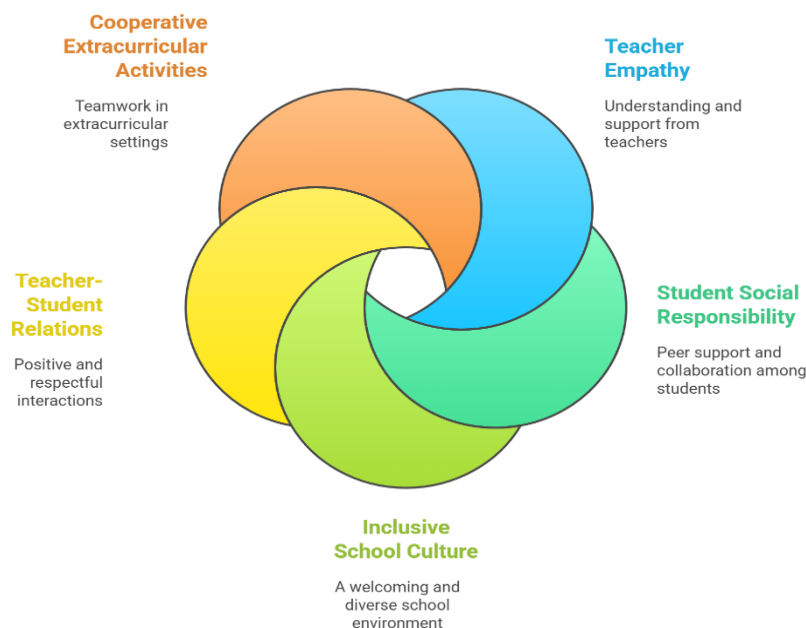 Cooperative
Extracurricular
Activities
Teamwork in
extracurricular
settings
Teacher
Empathy
Understanding and
support from
teachers
Teacher-
Student
Relations
Positive and
respectful
interactions
Student Social
Responsibility
Peer support and
collaboration among
students
Inclusive
School Culture
A welcoming and
diverse school
environment